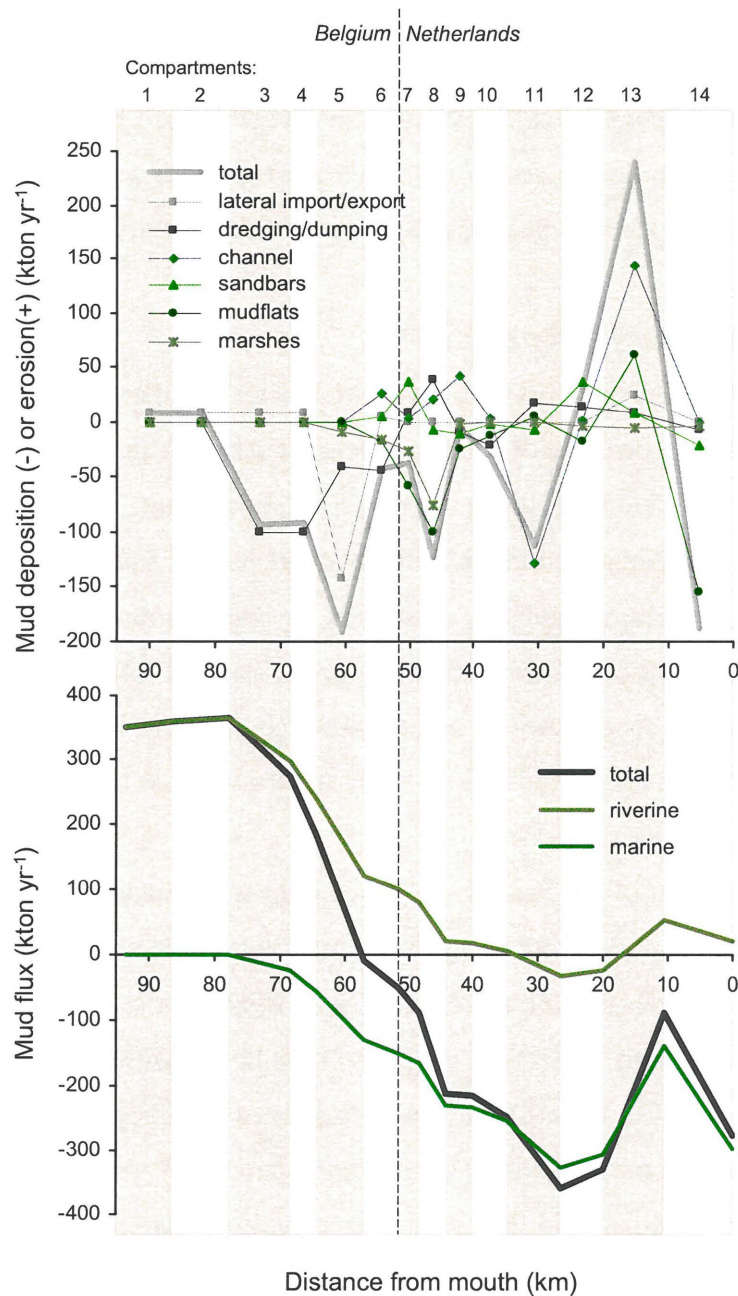 Belgium Netherlands
Compartments:
1 2 3 4 5 6 7 8 9 10 11 12 13 14
Mud deposition (-) or erosion(+) (kton yr-1)
250
200
150
100
50
0
-50
-100
-150
-200
total
lateral import/export
dredging/dumping
channel
sandbars
mudflats
marshes
90 80 70 60 50 40 30 20 10 0
Mud flux (kton yr-1)
400
300
200
100
0
-100
-200
-300
-400
total
riverine
marine
90 80 70 60 50 40 30 20 10 0
Distance from mouth (km)